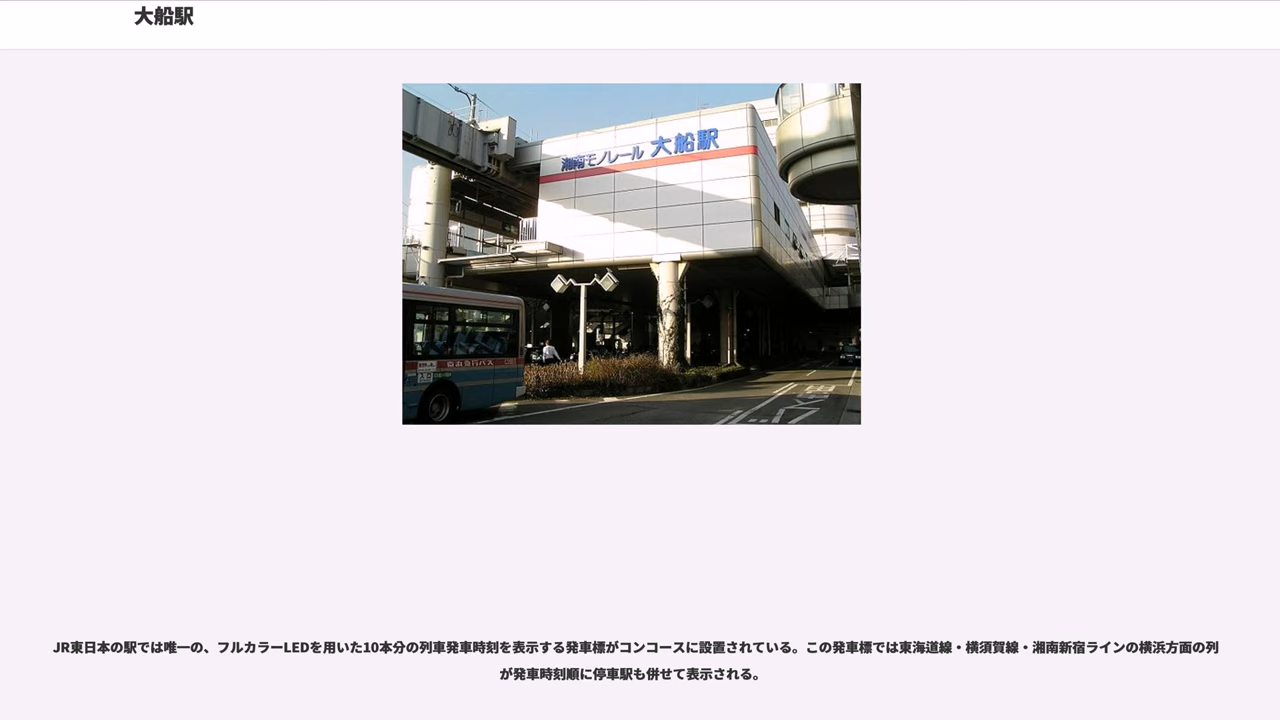 大船駅
湘南モノレール 大船駅
JR東日本の駅では唯一の、フルカラーLEDを用いた10本分の列車発車時刻を表示する発車標がコンコースに設置されている。この発車標では東海道線・横須賀線・湘南新宿ラインの横浜方面の列
が発車時刻順に停車駅も併せて表示される。